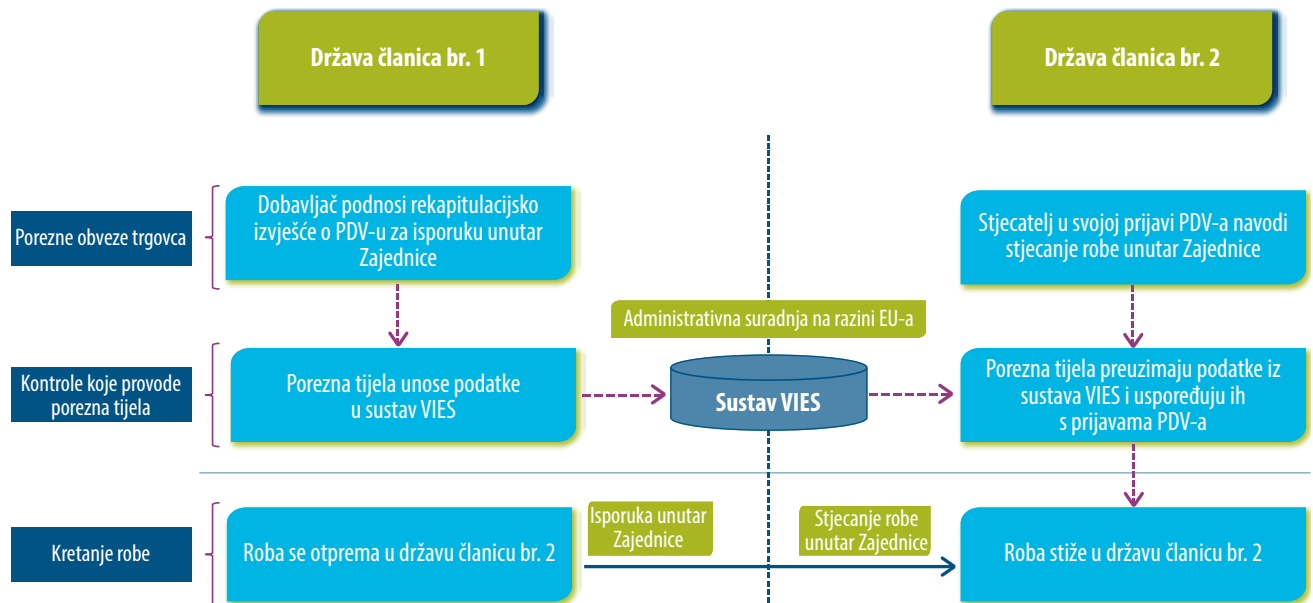 Država članica br. 1
Država članica br. 2
Porezne obveze trgovca
Dobavljač podnosi rekapitulacijsko
izvješće o PDV-u za isporuku unutar
Zajednice
Stjecatelj u svojoj prijavi PDV-a navodi
stjecanje robe unutar Zajednice
Administrativna suradnja na razini EU-a
Kontrole koje provode
porezna tijela
Porezna tijela unose podatke
u sustav VIES
Sustav VIES
Porezna tijela preuzimaju podatke iz
sustava VIES i uspoređuju ih
s prijavama PDV-a
Kretanje robe
Roba se otprema u državu članicu br. 2
Isporuka unutar
Zajednice
Stjecanje robe
unutar Zajednice
Roba stiže u državu članicu br. 2